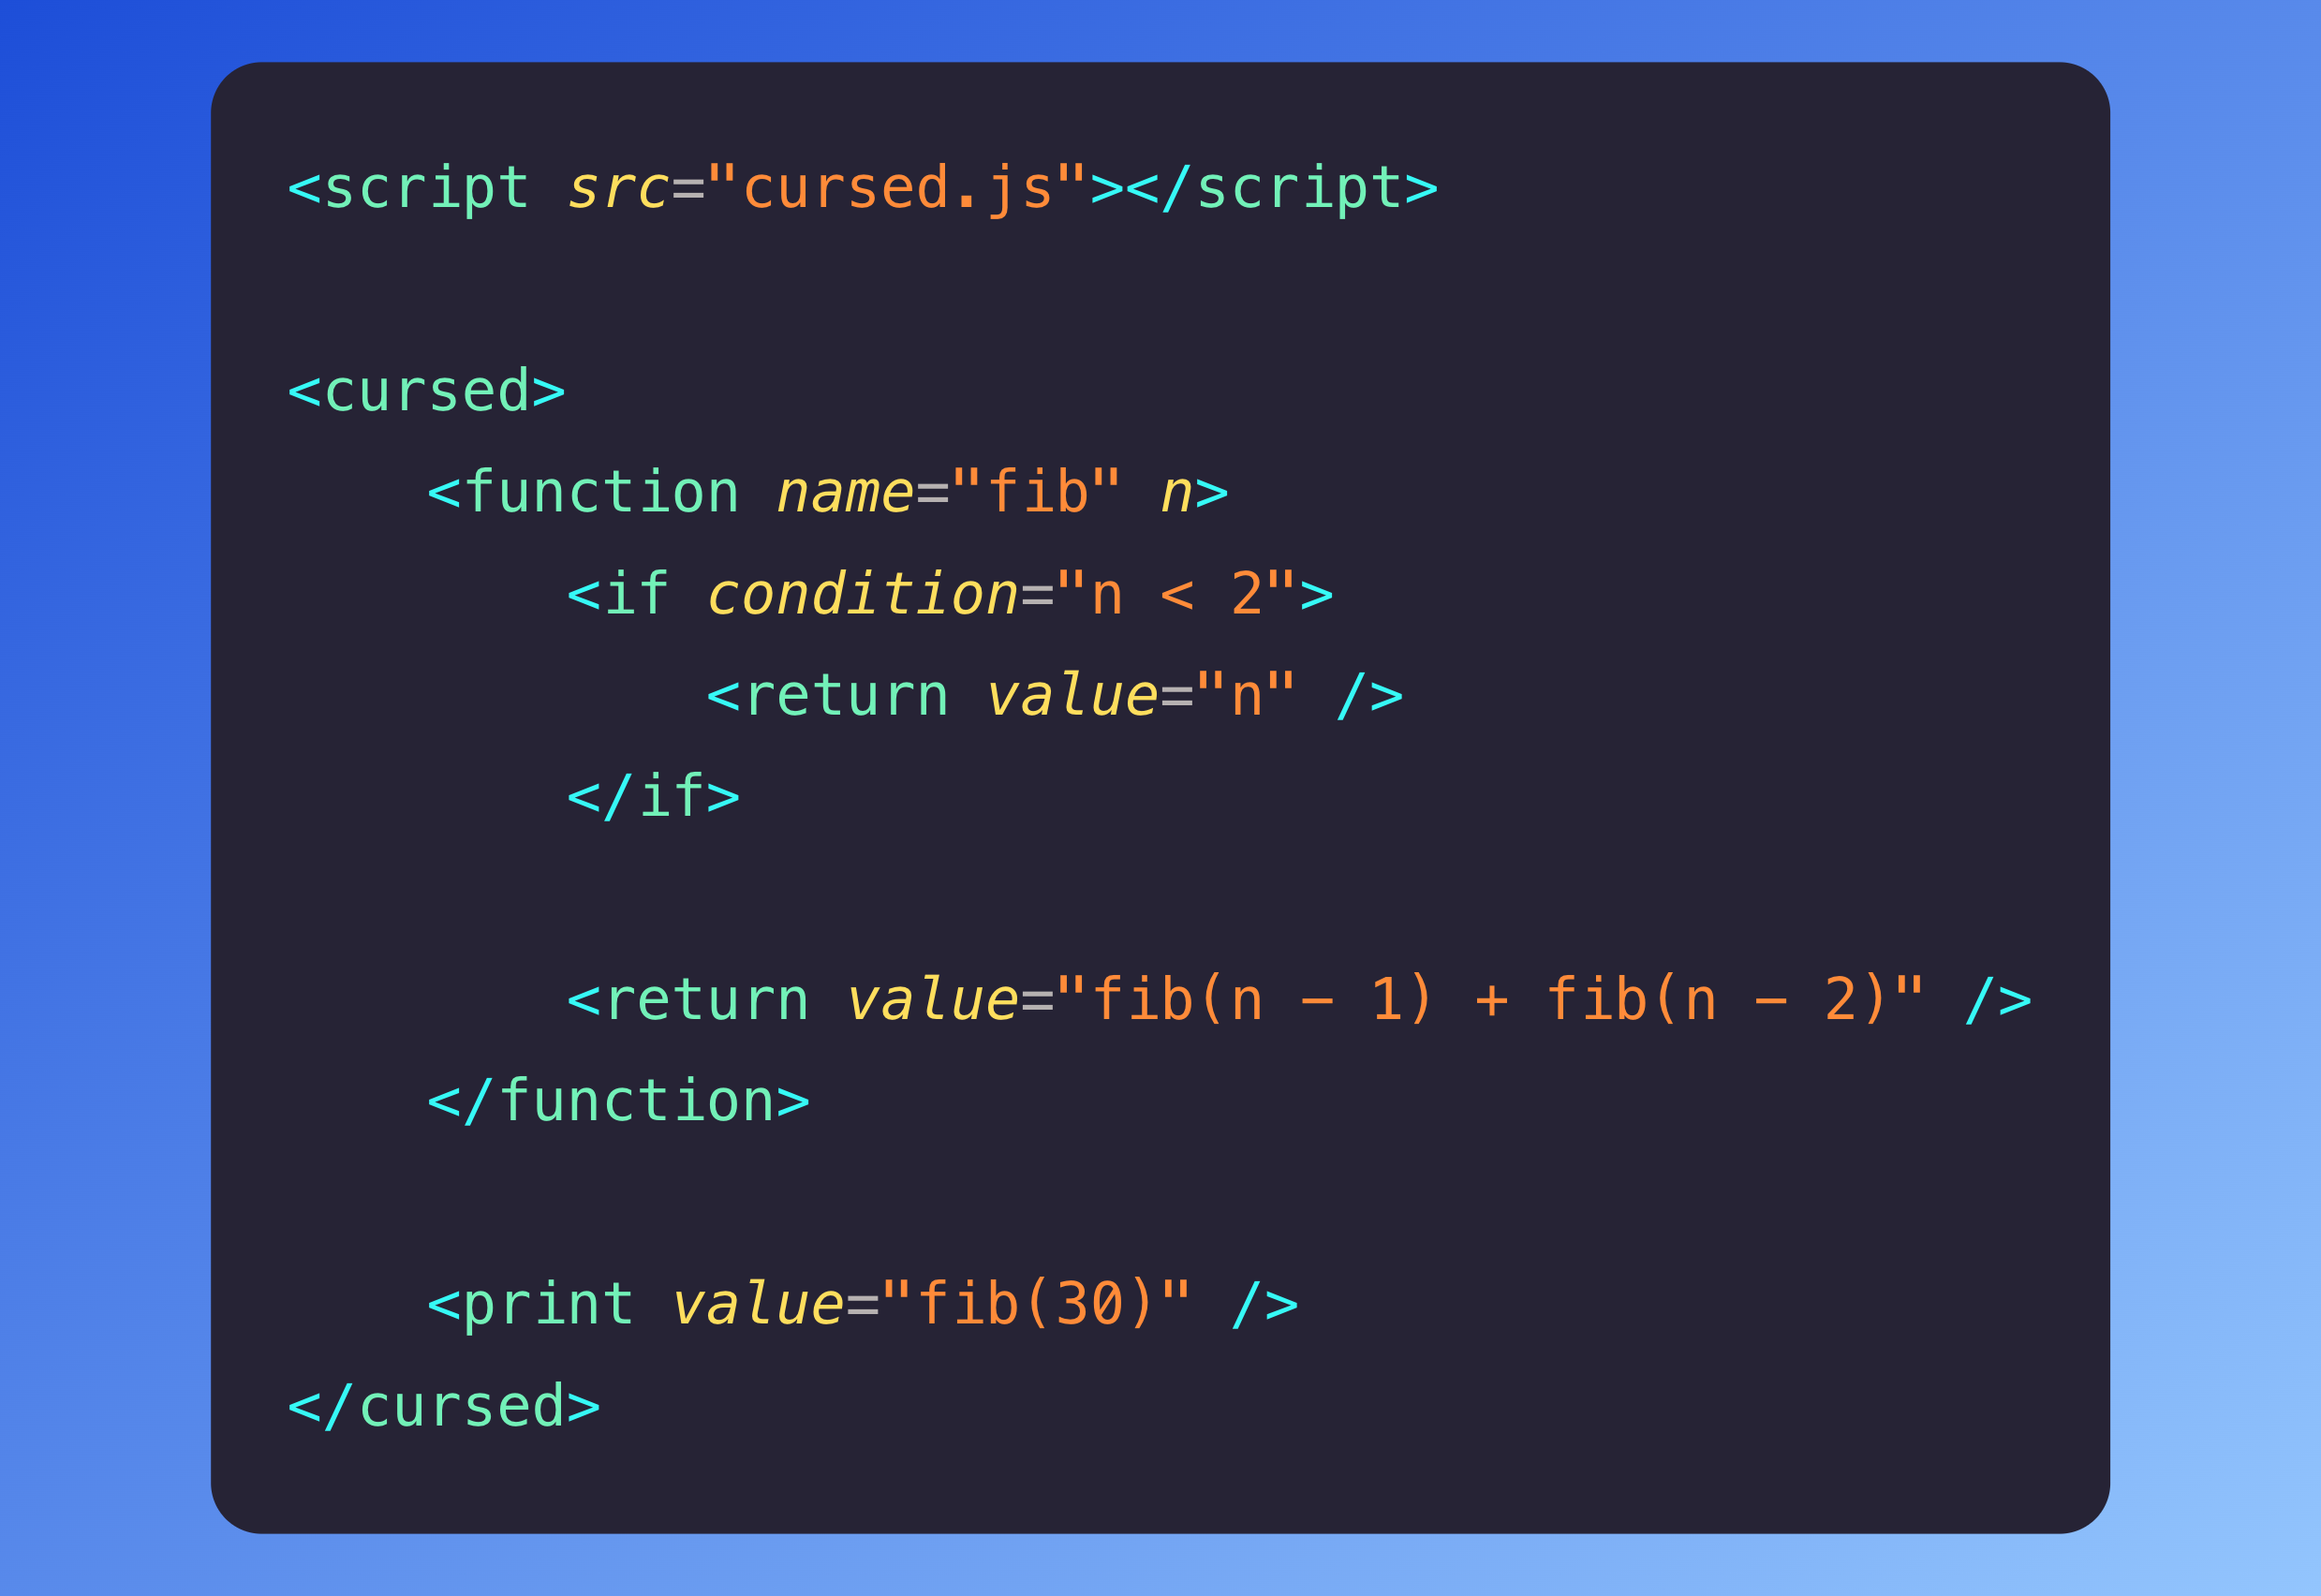 <script src="cursed.js"></script>
<cursed>
<function name="fib" n>
<if condition="n < 2">
<return value="n" />
</if>
<return value="fib(n − 1) + fib(n − 2)" />
</function>
<print value="fib(30)" />
</cursed>